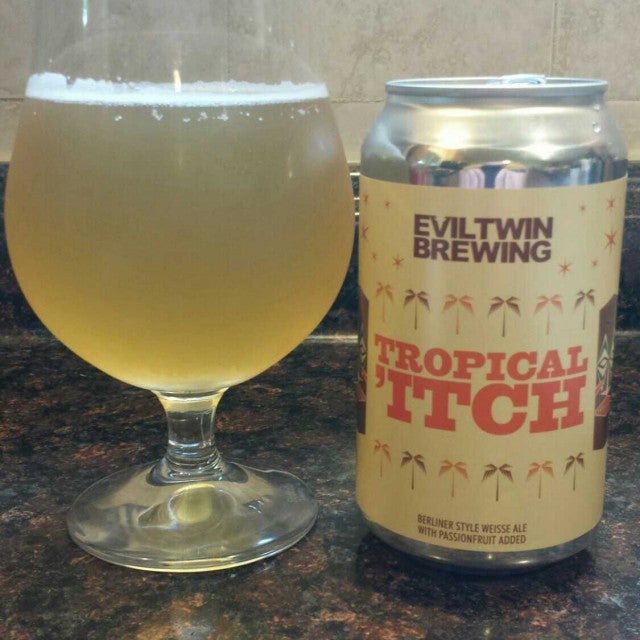 EVILTWIN
BREWING
TROPICAL
'ITCH
BERLINER STYLE WEISSE ALE
WITH PASSIONFRUIT ADDED